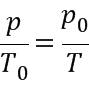 p/T₀ = p₀/T